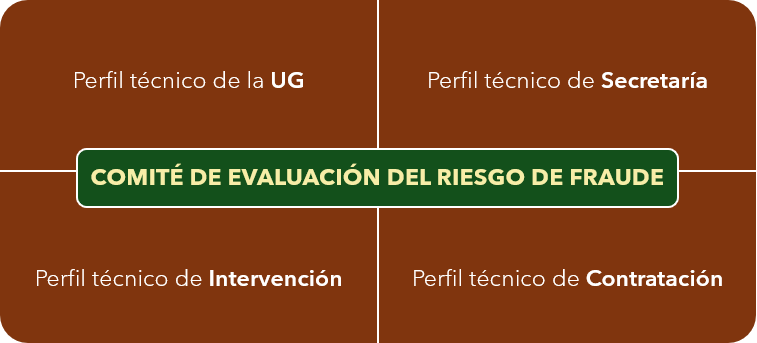 Perfil técnico de la UG
Perfil técnico de Secretaría
COMITÉ DE EVALUACIÓN DEL RIESGO DE FRAUDE
Perfil técnico de Intervención
Perfil técnico de Contratación